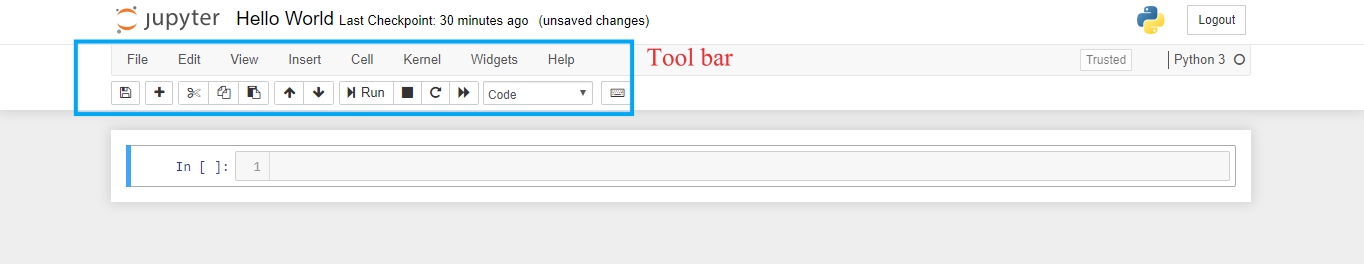 jupyter Hello World Last Checkpoint: 30 minutes ago (unsaved changes) Logout
File Edit View Insert Cell Kernel Widgets Help Tool bar Trusted Python 3
Run Code
In [ ]: 1